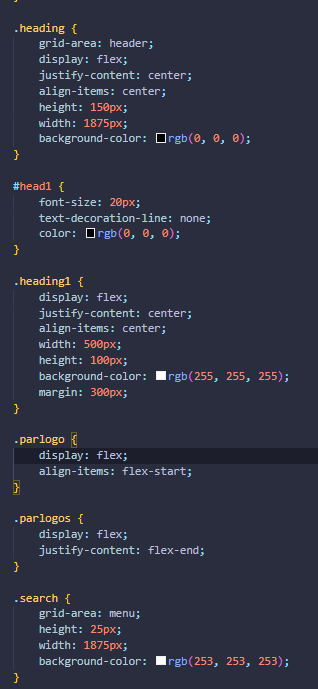 .heading {
    grid-area: header;
    display: flex;
    justify-content: center;
    align-items: center;
    height: 150px;
    width: 1875px;
    background-color: rgb(0, 0, 0);
}
#head1 {
    font-size: 20px;
    text-decoration-line: none;
    color: rgb(0, 0, 0);
}
.heading1 {
    display: flex;
    justify-content: center;
    align-items: center;
    width: 500px;
    height: 100px;
    background-color: rgb(255, 255, 255);
    margin: 300px;
}
.parlogo {
    display: flex;
    align-items: flex-start;
}
.parlogos {
    display: flex;
    justify-content: flex-end;
}
.search {
    grid-area: menu;
    height: 25px;
    width: 1875px;
    background-color: rgb(253, 253, 253);
}